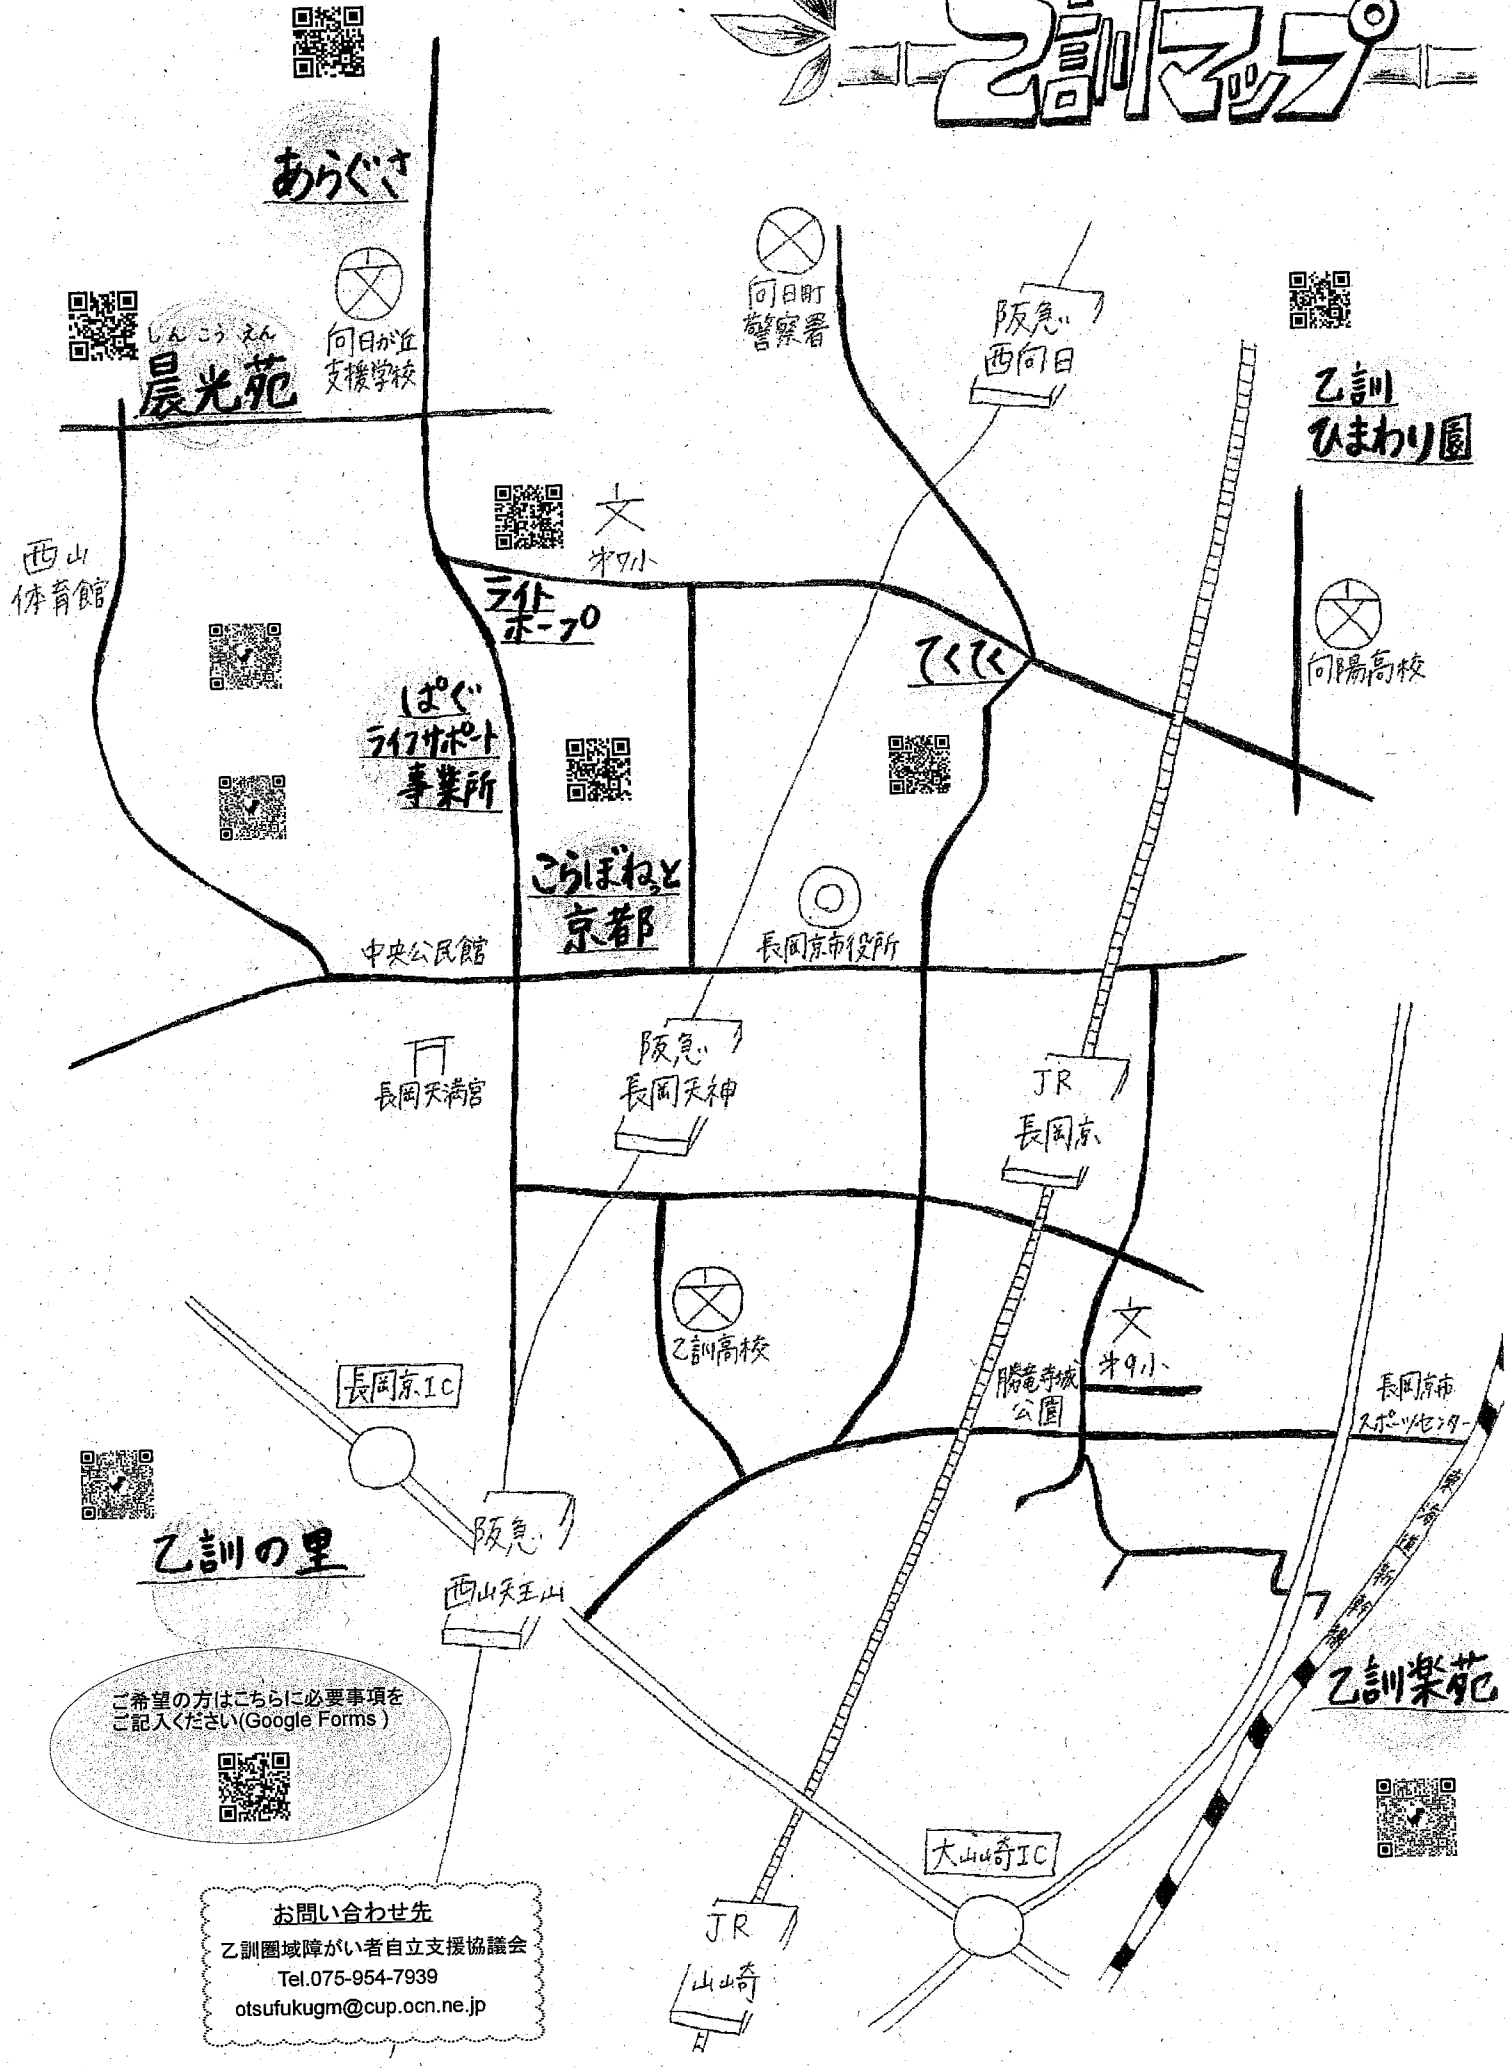 乙訓マップ
あらぐさ
向日が丘
支援学校
しんこうえん
晨光苑
向日町
警察署
阪急
西向日
乙訓
ひまわり園
西山
体育館
第7小
ライト
ホープ
てくてく
向陽高校
ぱぐ
ライフサポート
事業所
こらぼねっと
京都
中央公民館
長岡京市役所
長岡天満宮
阪急
長岡天神
JR
長岡京
乙訓高校
長岡京IC
第9小
勝竜寺城
公園
長岡京市
スポーツセンター
東海道新幹線
乙訓の里
阪急
西山天王山
乙訓楽苑
ご希望の方はこちらに必要事項を
ご記入ください(Google Forms )
大山崎IC
JR
山崎
お問い合わせ先
乙訓圏域障がい者自立支援協議会
Tel.075-954-7939
otsufukugm@cup.ocn.ne.jp